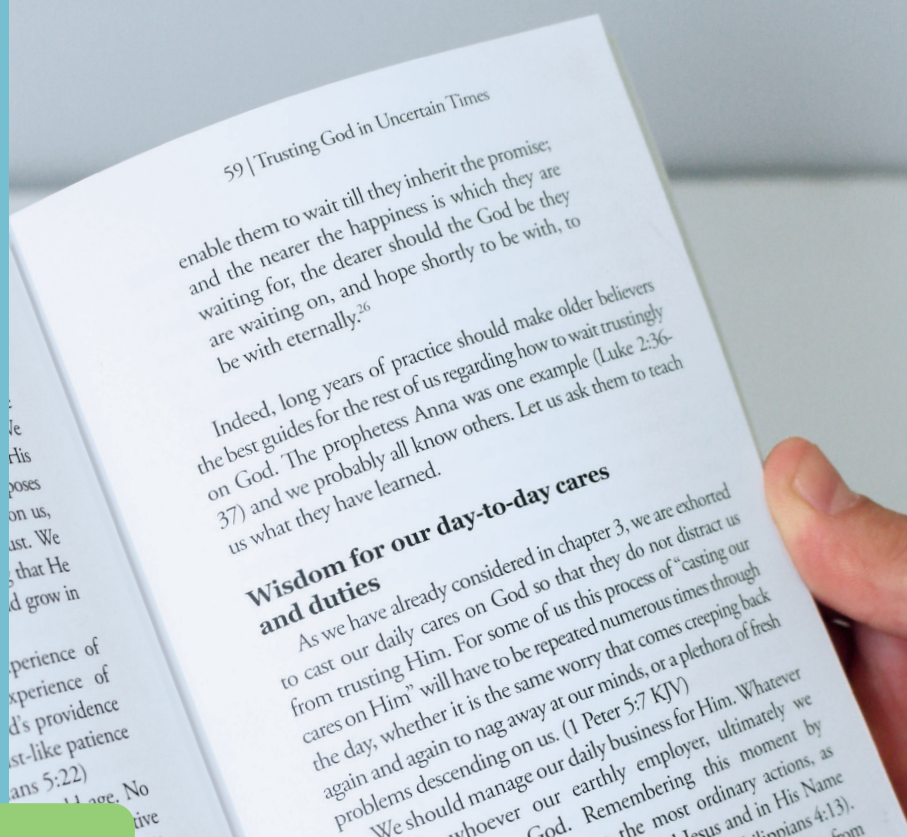 His
poses
on us,
ust. We
that He
d grow in
perience of
xperience of
d's providence
st-like patience
ans 5:22)
age. No
tive
59 | Trusting God in Uncertain Times
enable them to wait till they inherit the promise;
and the nearer the happiness is which they are
waiting for, the dearer should the God be they
are waiting on, and hope shortly to be with, to
be with eternally.26
Indeed, long years of practice should make older believers
the best guides for the rest of us regarding how to wait trustingly
on God. The prophetess Anna was one example (Luke 2:36-
37) and we probably all know others. Let us ask them to teach
us what they have learned.
Wisdom for our day-to-day cares
and duties
As we have already considered in chapter 3, we are exhorted
to cast our daily cares on God so that they do not distract us
from trusting Him. For some of us this process of “casting our
cares on Him” will have to be repeated numerous times through
the day, whether it is the same worry that comes creeping back
again and again to nag away at our minds, or a plethora of fresh
problems descending on us. (1 Peter 5:7 KJV)
We should manage our daily business for Him. Whatever
whoever our earthly employer, ultimately we
God. Remembering this moment by
the most ordinary actions, as
Jesus and in His Name
ilippians 4:13).
from